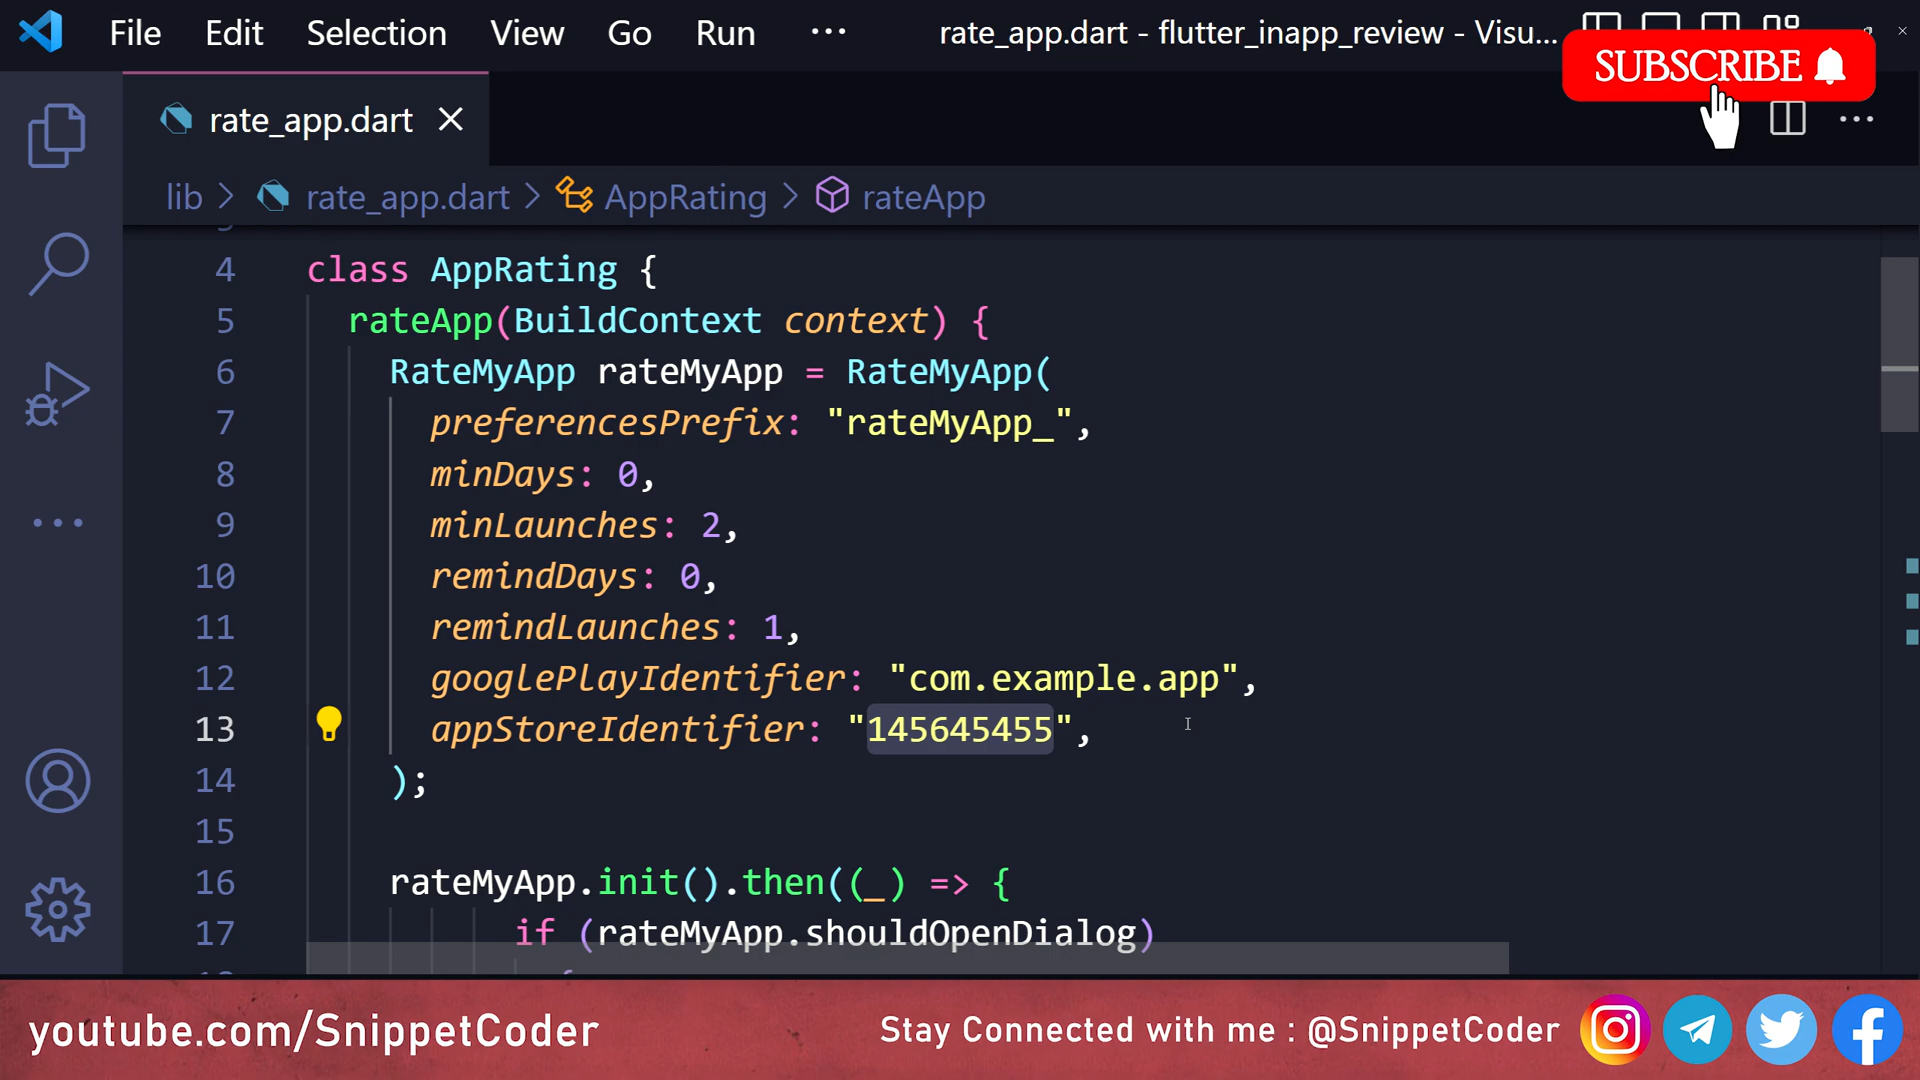 File Edit Selection View Go Run ··· rate_app.dart - flutter_inapp_review - Visu...
SUBSCRIBE
rate_app.dart
lib > rate_app.dart > AppRating > rateApp
4 class AppRating {
5 rateApp(BuildContext context) {
6 RateMyApp rateMyApp = RateMyApp(
7 preferencesPrefix: "rateMyApp_",
8 minDays: 0,
9 minLaunches: 2,
10 remindDays: 0,
11 remindLaunches: 1,
12 googlePlayIdentifier: "com.example.app",
13 appStoreIdentifier: "145645455",
14 );
15
16 rateMyApp.init().then((_) => {
17 if (rateMyApp.shouldOpenDialog)
youtube.com/SnippetCoder Stay Connected with me : @SnippetCoder